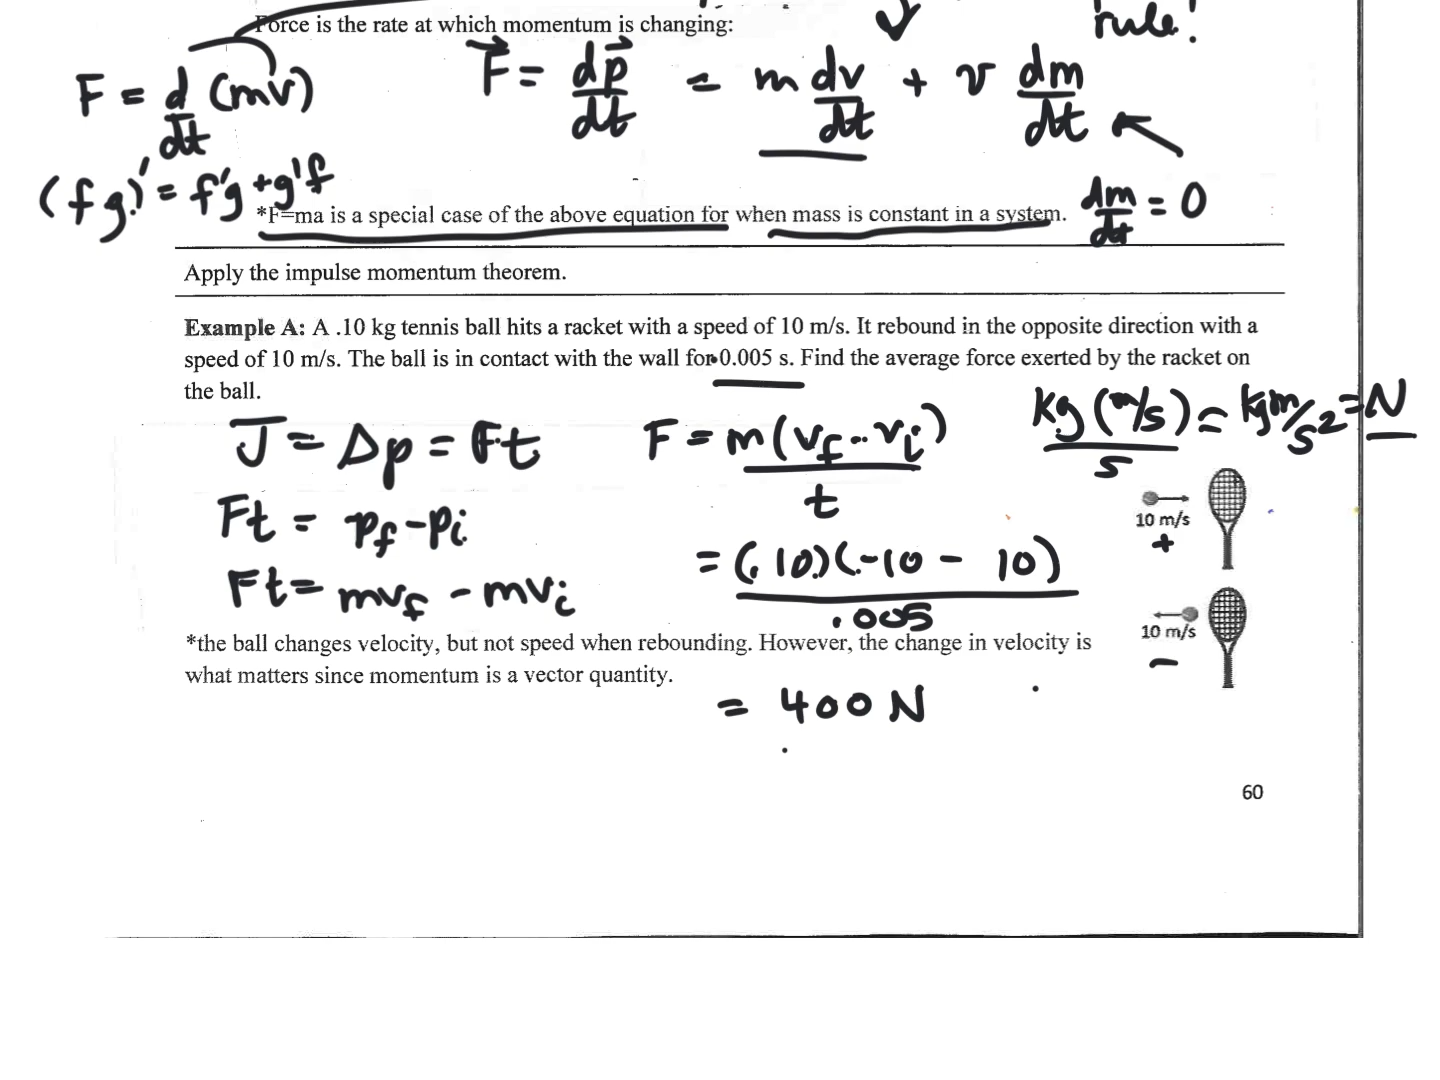 rule!
Force is the rate at which momentum is changing:
F = d/dt (mv)
F⃗ = dp⃗/dt = m dv/dt + v dm/dt
(fg)' = f'g + g'f
*F=ma is a special case of the above equation for when mass is constant in a system.
dm/dt = 0
Apply the impulse momentum theorem.
Example A: A .10 kg tennis ball hits a racket with a speed of 10 m/s. It rebound in the opposite direction with a
speed of 10 m/s. The ball is in contact with the wall for 0.005 s. Find the average force exerted by the racket on
the ball.
J = Δp = Ft
Ft = pf - pi
Ft = mvf - mvi
F = m(vf - vi)/t
= (.10)(-10 - 10)/.005
kg(m/s)/s = kgm/s2 = N
10 m/s
+
10 m/s
−
*the ball changes velocity, but not speed when rebounding. However, the change in velocity is
what matters since momentum is a vector quantity.
= 400 N
60